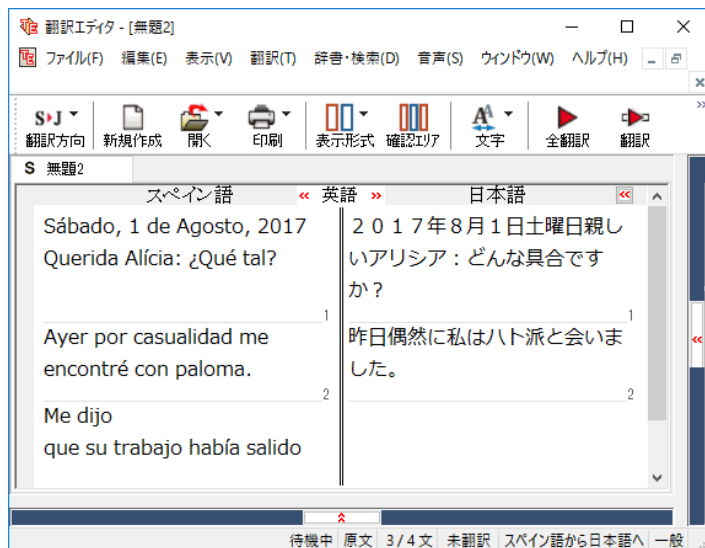 翻訳エディタ - [無題2]
ファイル(F) 編集(E) 表示(V) 翻訳(T) 辞書・検索(D) 音声(S) ウィンドウ(W) ヘルプ(H)
S J 翻訳方向 新規作成 開く 印刷 表示形式 確認エリア A 文字 全翻訳 翻訳
S 無題2
スペイン語 « 英語 » 日本語 «
Sábado, 1 de Agosto, 2017
Querida Alícia: ¿Qué tal?
1
２０１７年８月１日土曜日親し
いアリシア：どんな具合です
か？
1
Ayer por casualidad me
encontré con paloma.
2
昨日偶然に私はハト派と会いま
した。
2
Me dijo
que su trabajo había salido
待機中 原文 3 / 4 文 未翻訳 スペイン語から日本語へ 一般